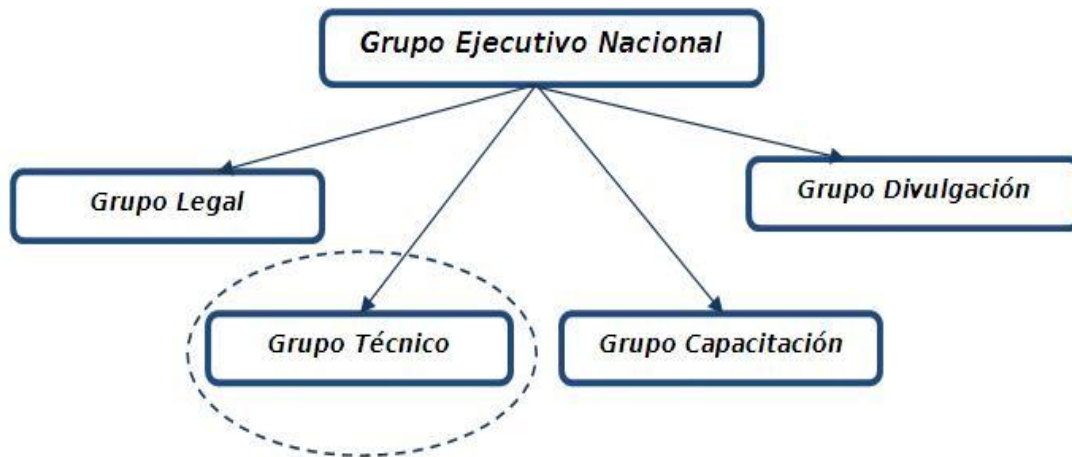 Grupo Ejecutivo Nacional
Grupo Legal
Grupo Divulgación
Grupo Técnico
Grupo Capacitación